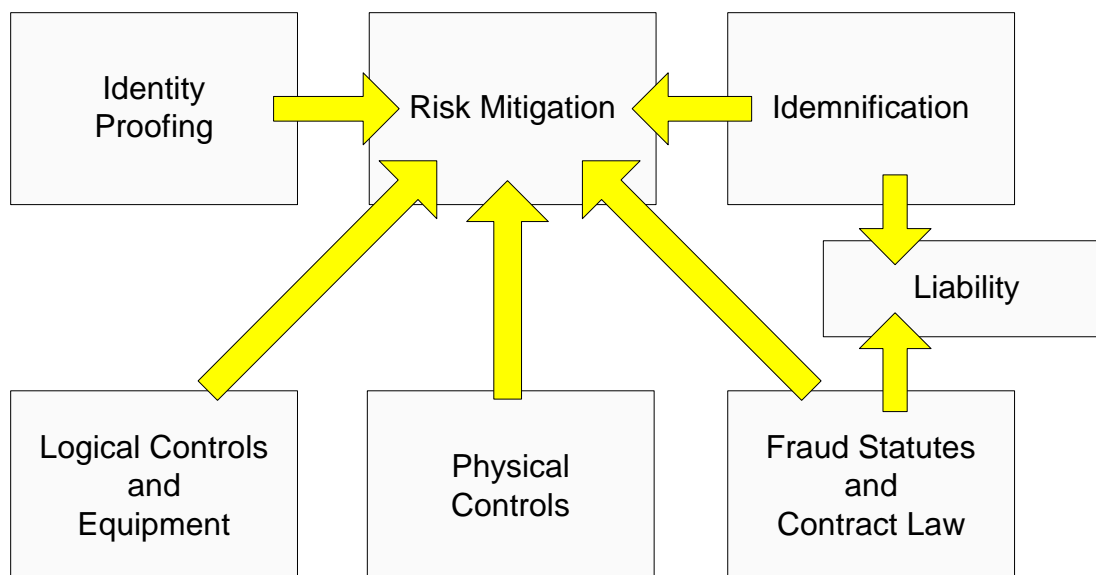 Identity
Proofing
Risk Mitigation
Idemnification
Liability
Logical Controls
and
Equipment
Physical
Controls
Fraud Statutes
and
Contract Law